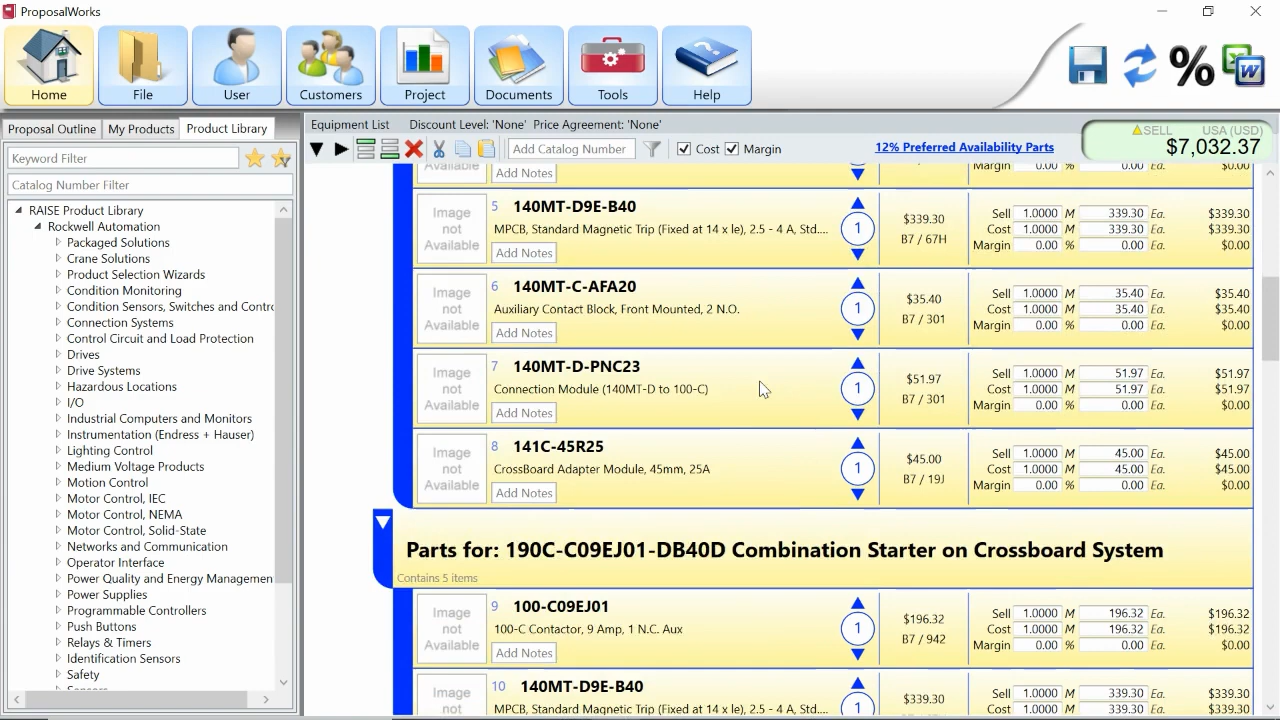 ProposalWorks
Home
File
User
Customers
Project
Documents
Tools
Help
Proposal Outline
My Products
Product Library
Keyword Filter
Catalog Number Filter
RAISE Product Library
Rockwell Automation
Packaged Solutions
Crane Solutions
Product Selection Wizards
Condition Monitoring
Condition Sensors, Switches and Contro
Connection Systems
Control Circuit and Load Protection
Drives
Drive Systems
Hazardous Locations
I/O
Industrial Computers and Monitors
Instrumentation (Endress + Hauser)
Lighting Control
Medium Voltage Products
Motion Control
Motor Control, IEC
Motor Control, NEMA
Motor Control, Solid-State
Networks and Communication
Operator Interface
Power Quality and Energy Managemen
Power Supplies
Programmable Controllers
Push Buttons
Relays & Timers
Identification Sensors
Safety
Equipment List Discount Level: 'None' Price Agreement: 'None'
Add Catalog Number
Cost
Margin
12% Preferred Availability Parts
SELL USA (USD)
$7,032.37
Available
Add Notes
Margin 0.00 % 0.00 Ea. $0.00
Image not Available
5 140MT-D9E-B40
MPCB, Standard Magnetic Trip (Fixed at 14 x le), 2.5 - 4 A, Std....
Add Notes
1
$339.30
B7 / 67H
Sell 1.0000 M 339.30 Ea. $339.30
Cost 1.0000 M 339.30 Ea. $339.30
Margin 0.00 % 0.00 Ea. $0.00
Image not Available
6 140MT-C-AFA20
Auxiliary Contact Block, Front Mounted, 2 N.O.
Add Notes
1
$35.40
B7 / 301
Sell 1.0000 M 35.40 Ea. $35.40
Cost 1.0000 M 35.40 Ea. $35.40
Margin 0.00 % 0.00 Ea. $0.00
Image not Available
7 140MT-D-PNC23
Connection Module (140MT-D to 100-C)
Add Notes
1
$51.97
B7 / 301
Sell 1.0000 M 51.97 Ea. $51.97
Cost 1.0000 M 51.97 Ea. $51.97
Margin 0.00 % 0.00 Ea. $0.00
Image not Available
8 141C-45R25
CrossBoard Adapter Module, 45mm, 25A
Add Notes
1
$45.00
B7 / 19J
Sell 1.0000 M 45.00 Ea. $45.00
Cost 1.0000 M 45.00 Ea. $45.00
Margin 0.00 % 0.00 Ea. $0.00
Parts for: 190C-C09EJ01-DB40D Combination Starter on Crossboard System
Contains 5 items
Image not Available
9 100-C09EJ01
100-C Contactor, 9 Amp, 1 N.C. Aux
Add Notes
1
$196.32
B7 / 942
Sell 1.0000 M 196.32 Ea. $196.32
Cost 1.0000 M 196.32 Ea. $196.32
Margin 0.00 % 0.00 Ea. $0.00
Image
10 140MT-D9E-B40
MPCB, Standard Magnetic Trip (Fixed at 14 x le), 2.5 - 4 A, Std....
1
$339.30
Sell 1.0000 M 339.30 Ea. $339.30
Cost 1.0000 M 339.30 Ea. $339.30